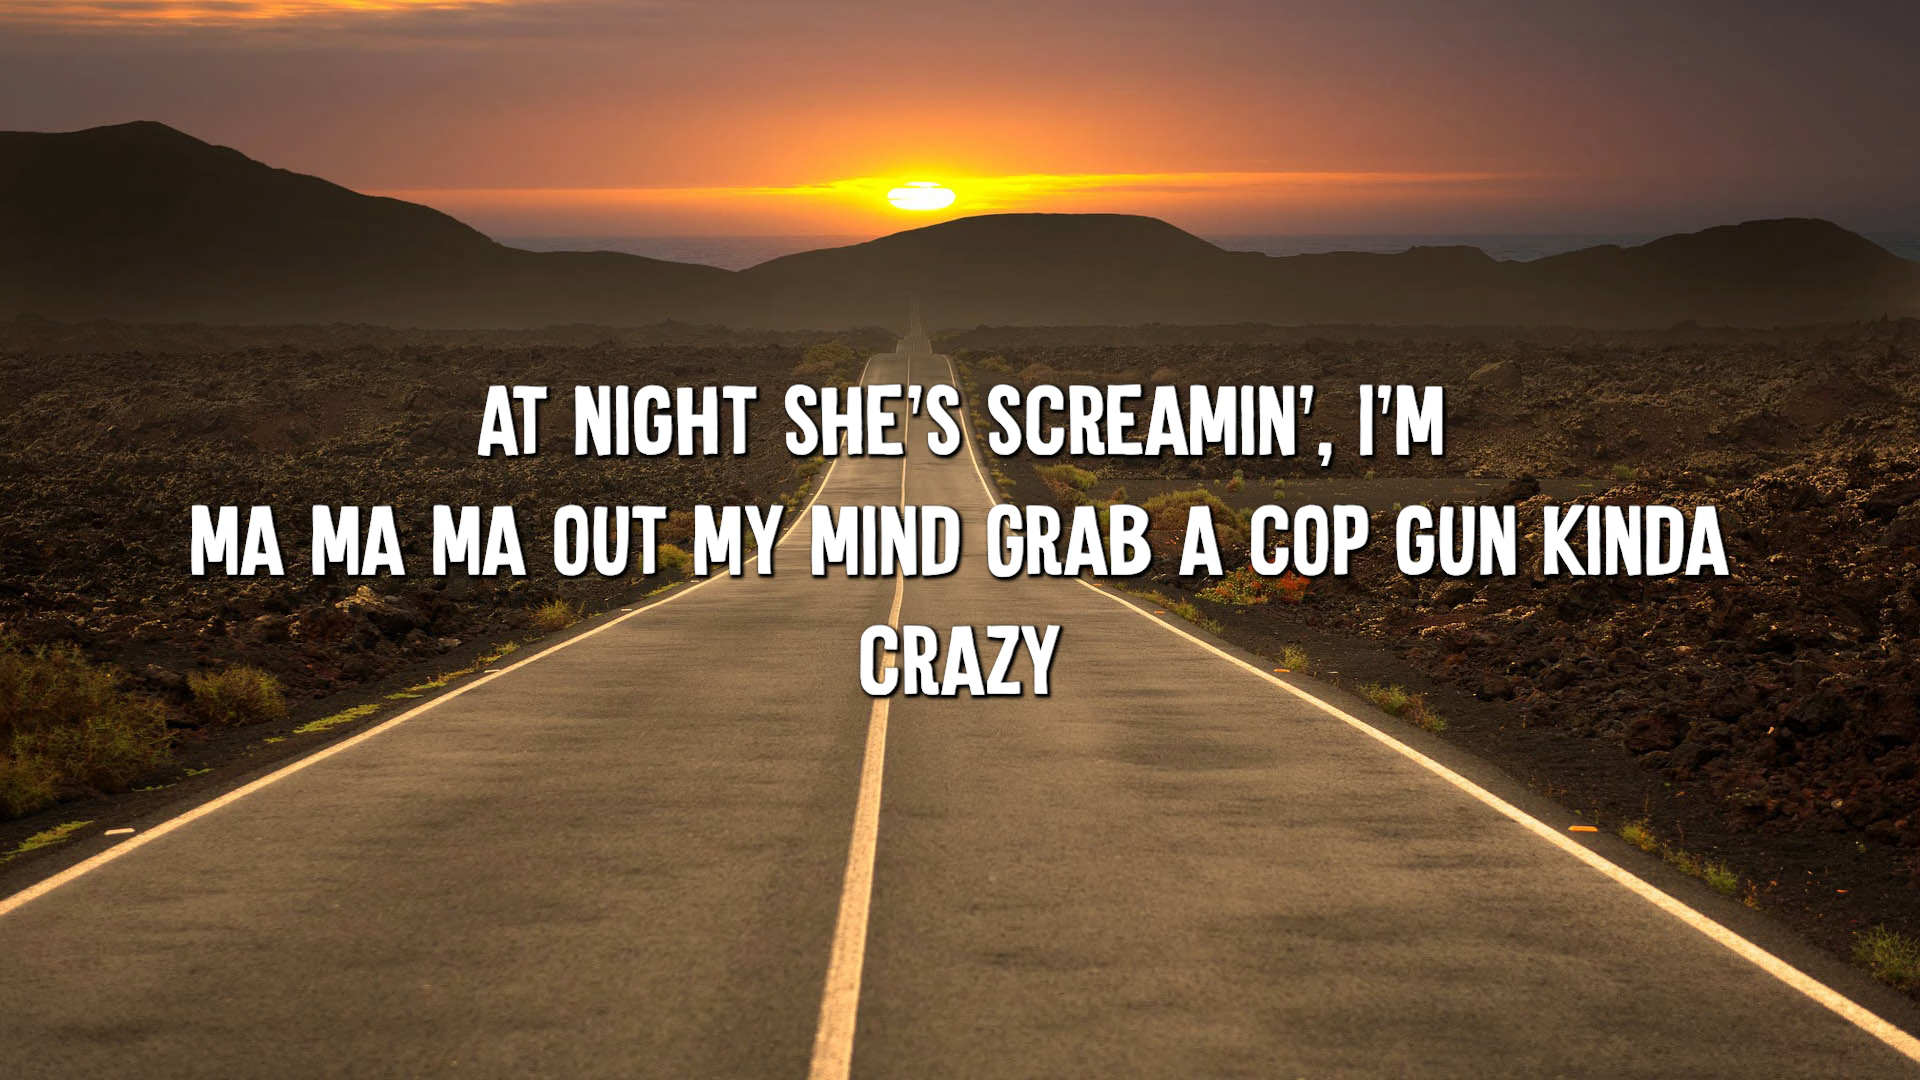 AT NIGHT SHE'S SCREAMIN', I'M
MA MA MA OUT MY MIND GRAB A COP GUN KINDA
CRAZY